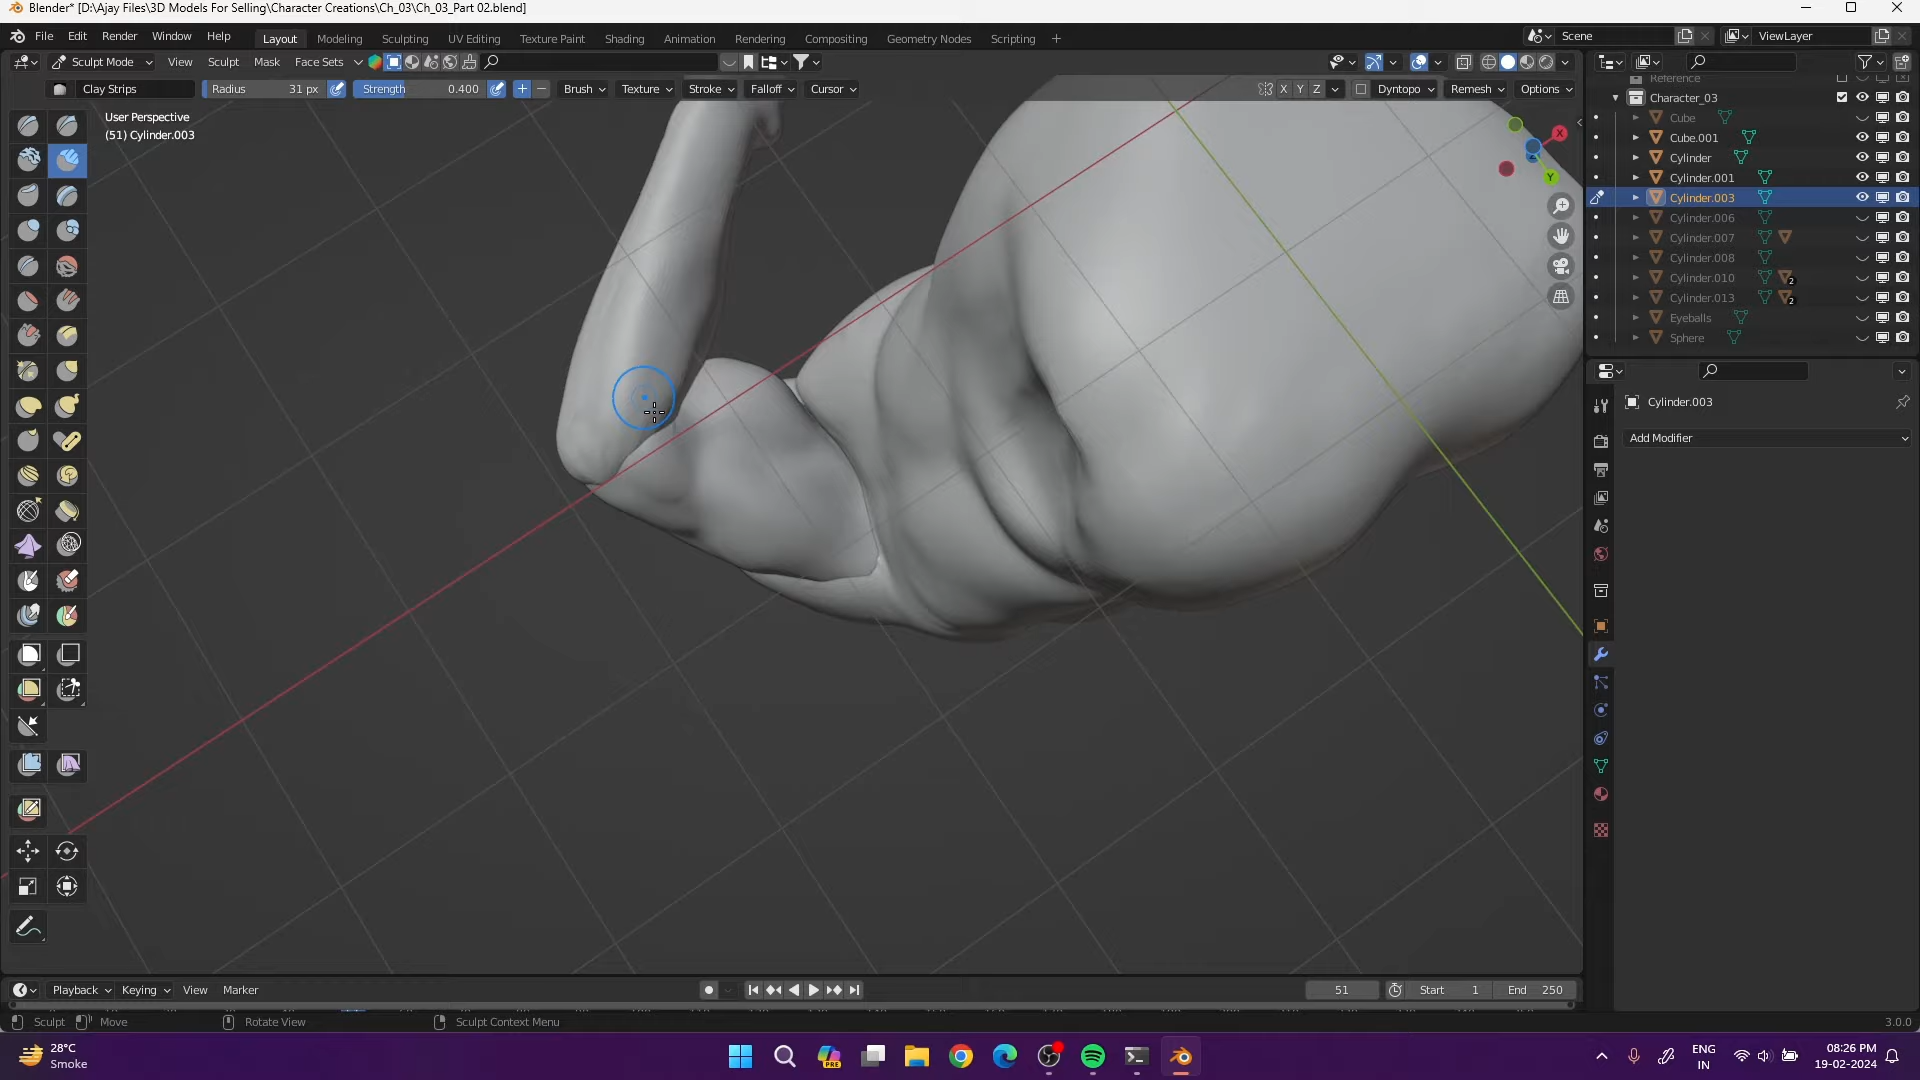 Blender* [D:\Ajay Files\3D Models For Selling\Character Creations\Ch_03\Ch_03_Part 02.blend]
File Edit Render Window Help Layout Modeling Sculpting UV Editing Texture Paint Shading Animation Rendering Compositing Geometry Nodes Scripting + Scene ViewLayer
Sculpt Mode View Sculpt Mask Face Sets
Clay Strips Radius 31 px Strength 0.400 Brush Texture Stroke Falloff Cursor X Y Z Dyntopo Remesh Options
User Perspective
(51) Cylinder.003
X
Y
Z
Reference
Character_03
Cube
Cube.001
Cylinder
Cylinder.001
Cylinder.003
Cylinder.006
Cylinder.007
Cylinder.008
Cylinder.010 2
Cylinder.013 2
Eyeballs
Sphere
Cylinder.003
Add Modifier
Playback Keying View Marker 51 Start 1 End 250
Sculpt Move Rotate View Sculpt Context Menu 3.0.0
28°C
Smoke
PRE
ENG
IN
08:26 PM
19-02-2024